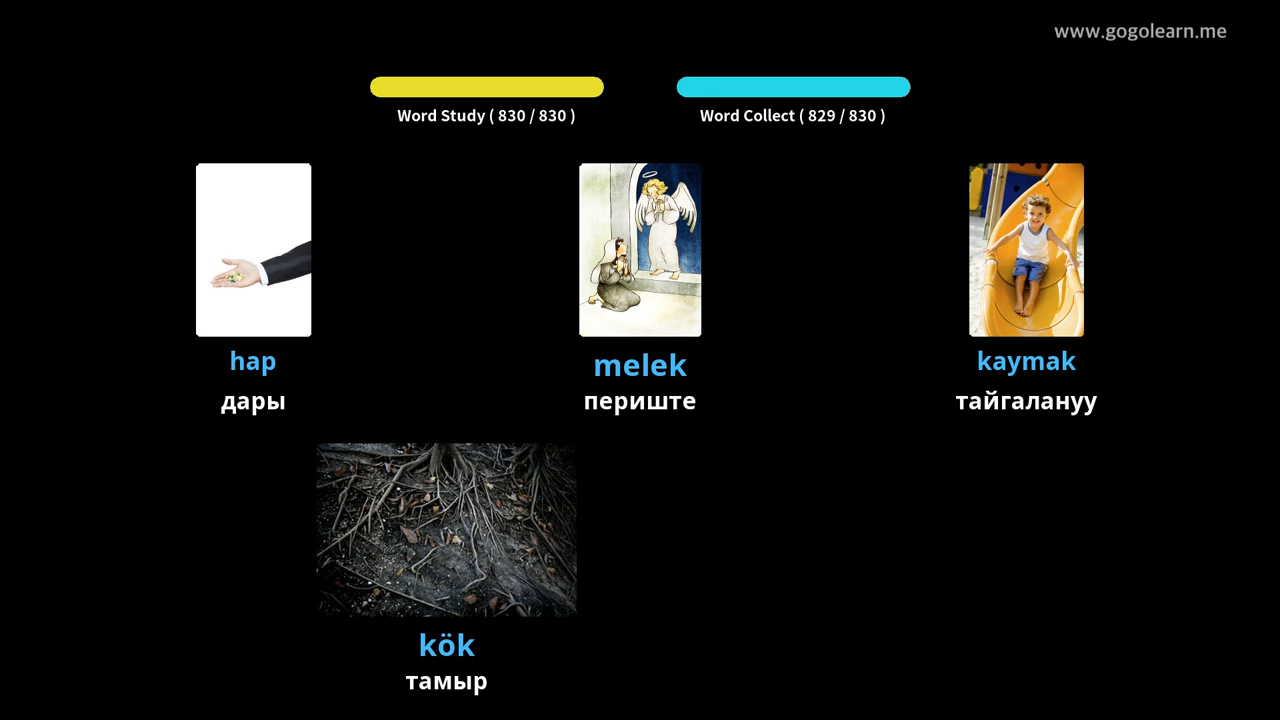 www.gogolearn.me
Word Study ( 830 / 830 )
Word Collect ( 829 / 830 )
hap
дары
melek
периште
kaymak
тайгалануу
kök
тамыр